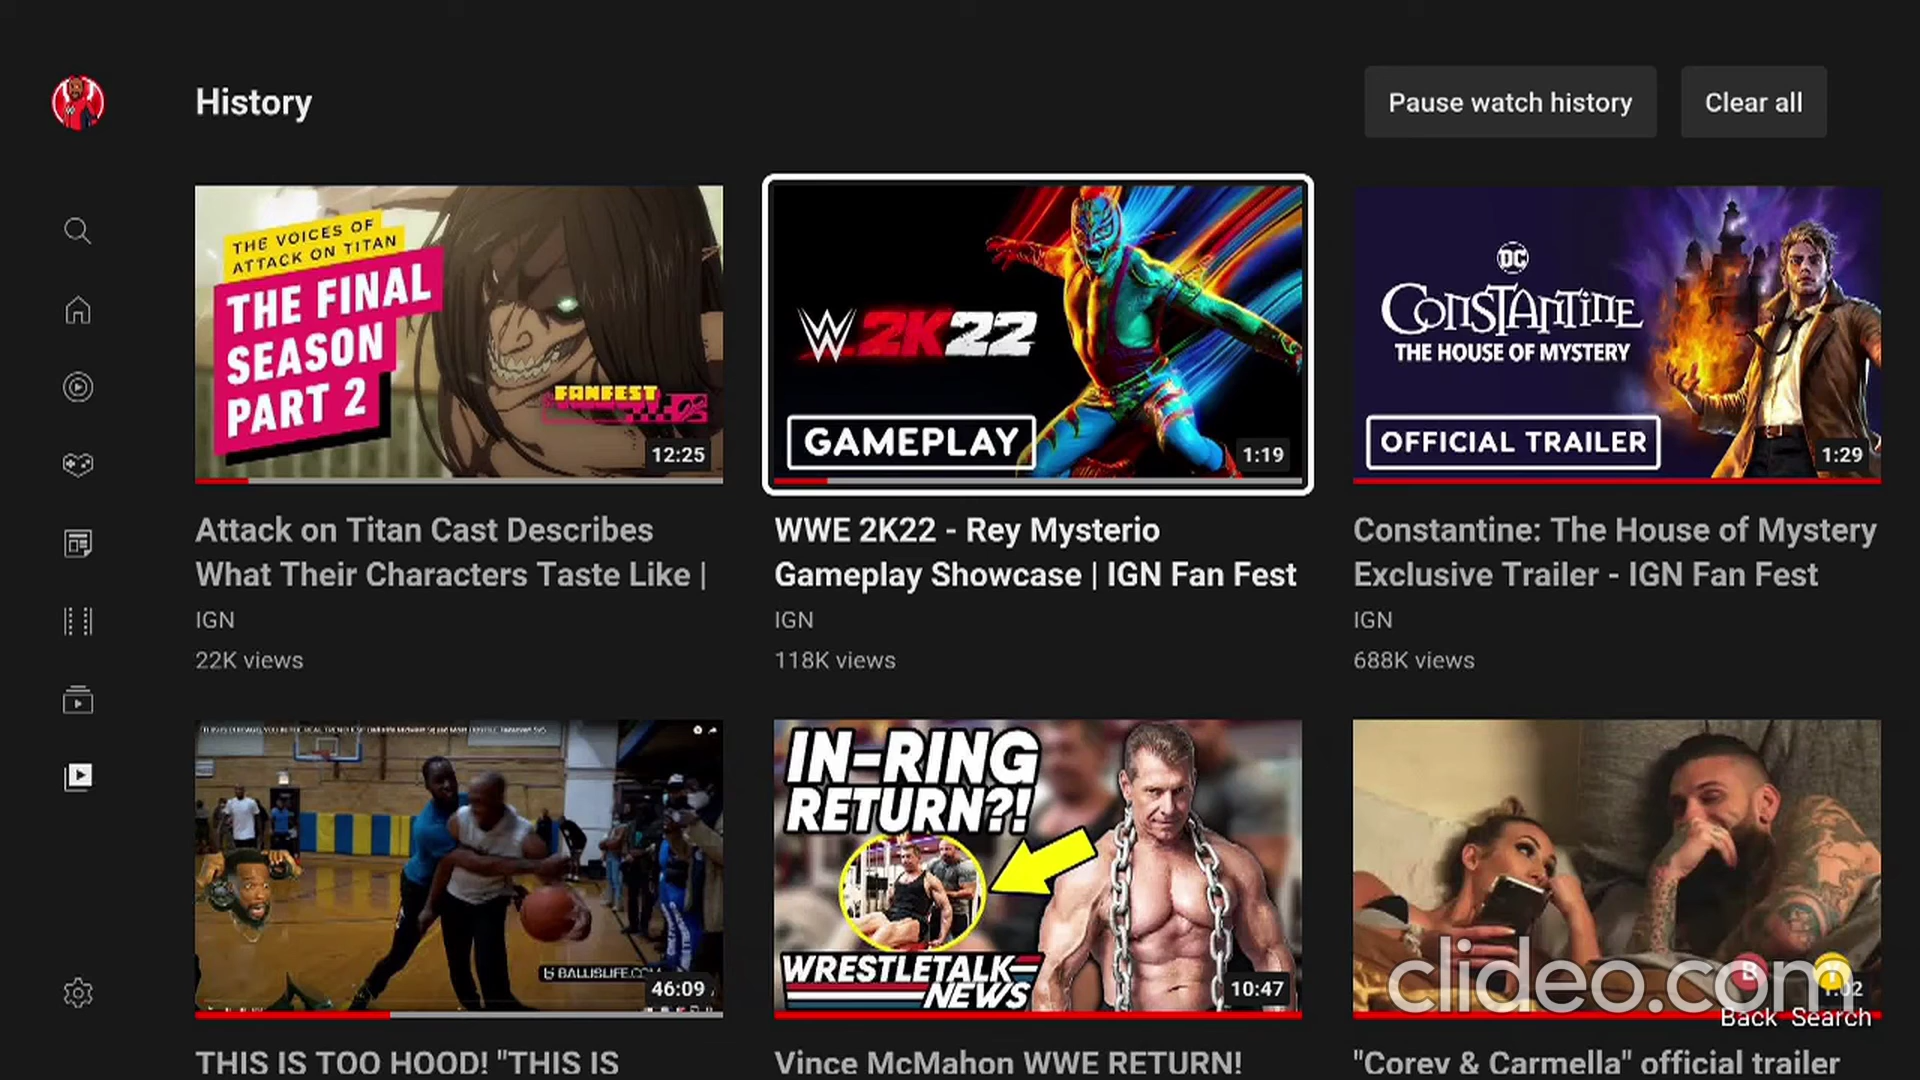 History
Pause watch history
Clear all
THE VOICES OF
ATTACK ON TITAN
THE FINAL
SEASON
PART 2
FANFEST
12:25
W 2K22
GAMEPLAY
1:19
DC
CONSTANTINE
THE HOUSE OF MYSTERY
OFFICIAL TRAILER
1:29
Attack on Titan Cast Describes
What Their Characters Taste Like |
IGN
22K views
WWE 2K22 - Rey Mysterio
Gameplay Showcase | IGN Fan Fest
IGN
118K views
Constantine: The House of Mystery
Exclusive Trailer - IGN Fan Fest
IGN
688K views
BALLISLIFE.COM
46:09
IN-RING
RETURN?!
WRESTLETALK
NEWS
10:47
clideo.com
B
Y
1:02
Back Search
THIS IS TOO HOOD! "THIS IS
Vince McMahon WWE RETURN!
"Corey & Carmella" official trailer